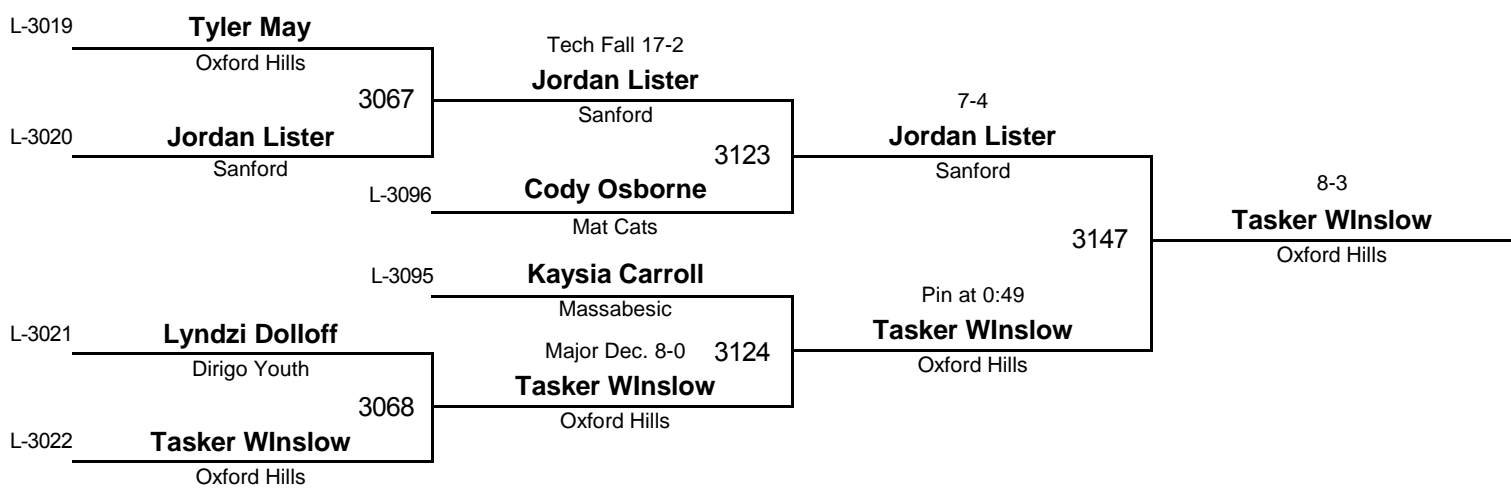 L-3019
Tyler May
Oxford Hills
3067
L-3020
Jordan Lister
Sanford
Tech Fall 17-2
Jordan Lister
Sanford
3123
L-3096
Cody Osborne
Mat Cats
7-4
Jordan Lister
Sanford
3147
8-3
Tasker WInslow
Oxford Hills
L-3095
Kaysia Carroll
Massabesic
L-3021
Lyndzi Dolloff
Dirigo Youth
3068
L-3022
Tasker WInslow
Oxford Hills
Major Dec. 8-0
3124
Tasker WInslow
Oxford Hills
Pin at 0:49
Tasker WInslow
Oxford Hills